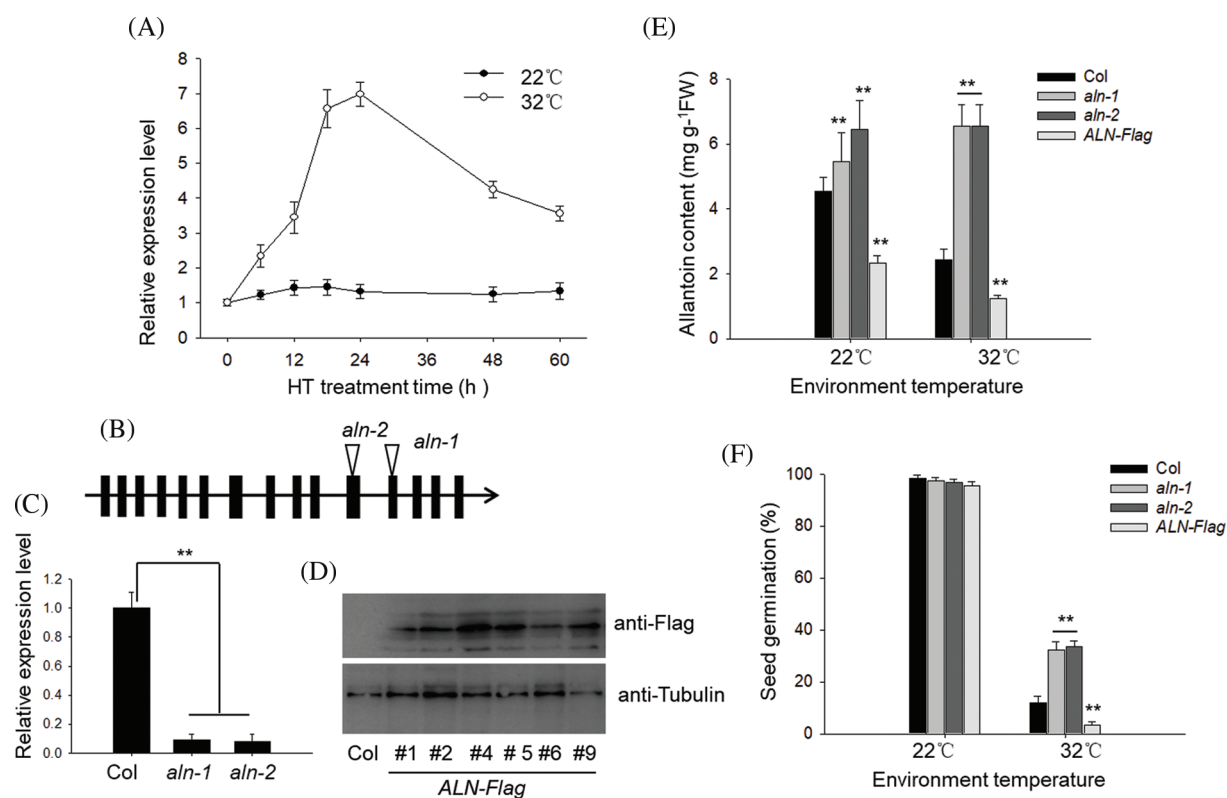 (A)
Relative expression level
8
7
6
5
4
3
2
1
0
22℃
32℃
0 12 24 36 48 60
HT treatment time (h )
(B)
aln-2
aln-1
(C)
Relative expression level
1.2
1.0
0.8
0.6
0.4
0.2
0.0
**
Col aln-1 aln-2
(D)
anti-Flag
anti-Tubulin
Col #1 #2 #4 # 5 #6 #9
ALN-Flag
(E)
Allantoin content (mg g-1FW)
8
6
4
2
0
** ** **
** **
Col
aln-1
aln-2
ALN-Flag
22℃ 32℃
Environment temperature
(F)
Seed germination (%)
100
80
60
40
20
0
**
**
Col
aln-1
aln-2
ALN-Flag
22℃ 32℃
Environment temperature